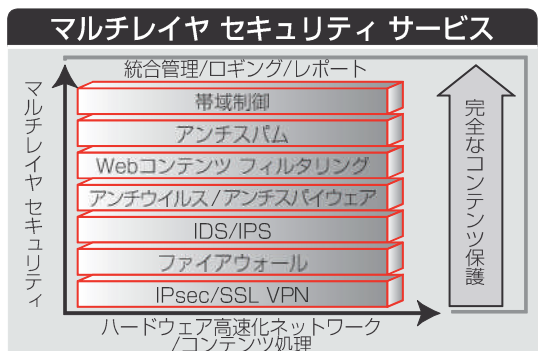 マルチレイヤ セキュリティ サービス
統合管理/ロギング/レポート
マルチレイヤ セキュリティ
帯域制御
アンチスパム
Webコンテンツ フィルタリング
アンチウイルス/アンチスパイウェア
IDS/IPS
ファイアウォール
IPsec/SSL VPN
完全なコンテンツ保護
ハードウェア高速化ネットワーク
/コンテンツ処理